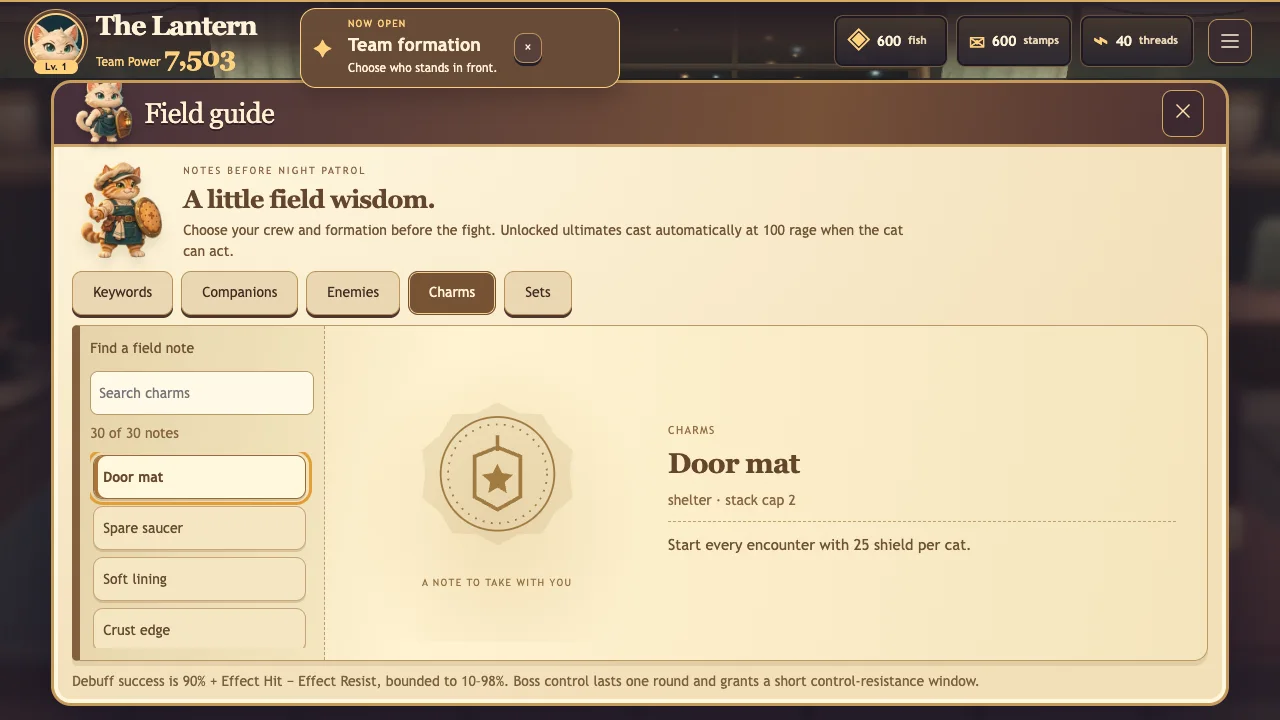 The Lantern
Team Power 7,503
Lv. 1
NOW OPEN
Team formation
Choose who stands in front.
×
600 fish
600 stamps
40 threads
Field guide
NOTES BEFORE NIGHT PATROL
A little field wisdom.
Choose your crew and formation before the fight. Unlocked ultimates cast automatically at 100 rage when the cat
can act.
Keywords
Companions
Enemies
Charms
Sets
Find a field note
Search charms
30 of 30 notes
Door mat
Spare saucer
Soft lining
Crust edge
A NOTE TO TAKE WITH YOU
CHARMS
Door mat
shelter · stack cap 2
Start every encounter with 25 shield per cat.
Debuff success is 90% + Effect Hit − Effect Resist, bounded to 10–98%. Boss control lasts one round and grants a short control-resistance window.